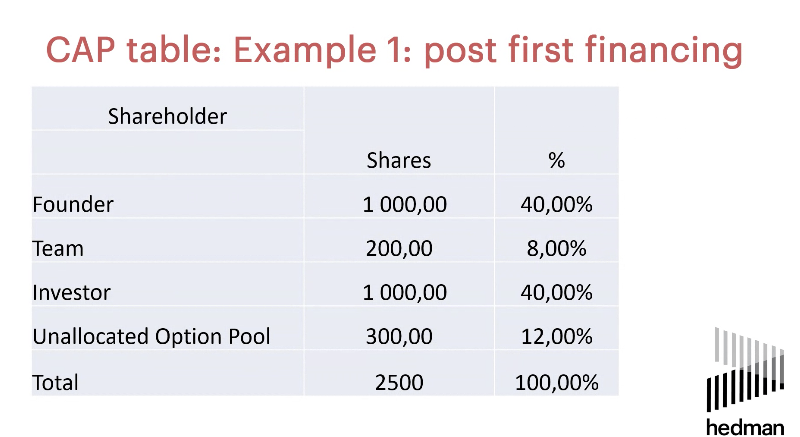 CAP table: Example 1: post first financing
Shareholder
Shares %
Founder 1 000,00 40,00%
Team 200,00 8,00%
Investor 1 000,00 40,00%
Unallocated Option Pool 300,00 12,00%
Total 2500 100,00%
hedman